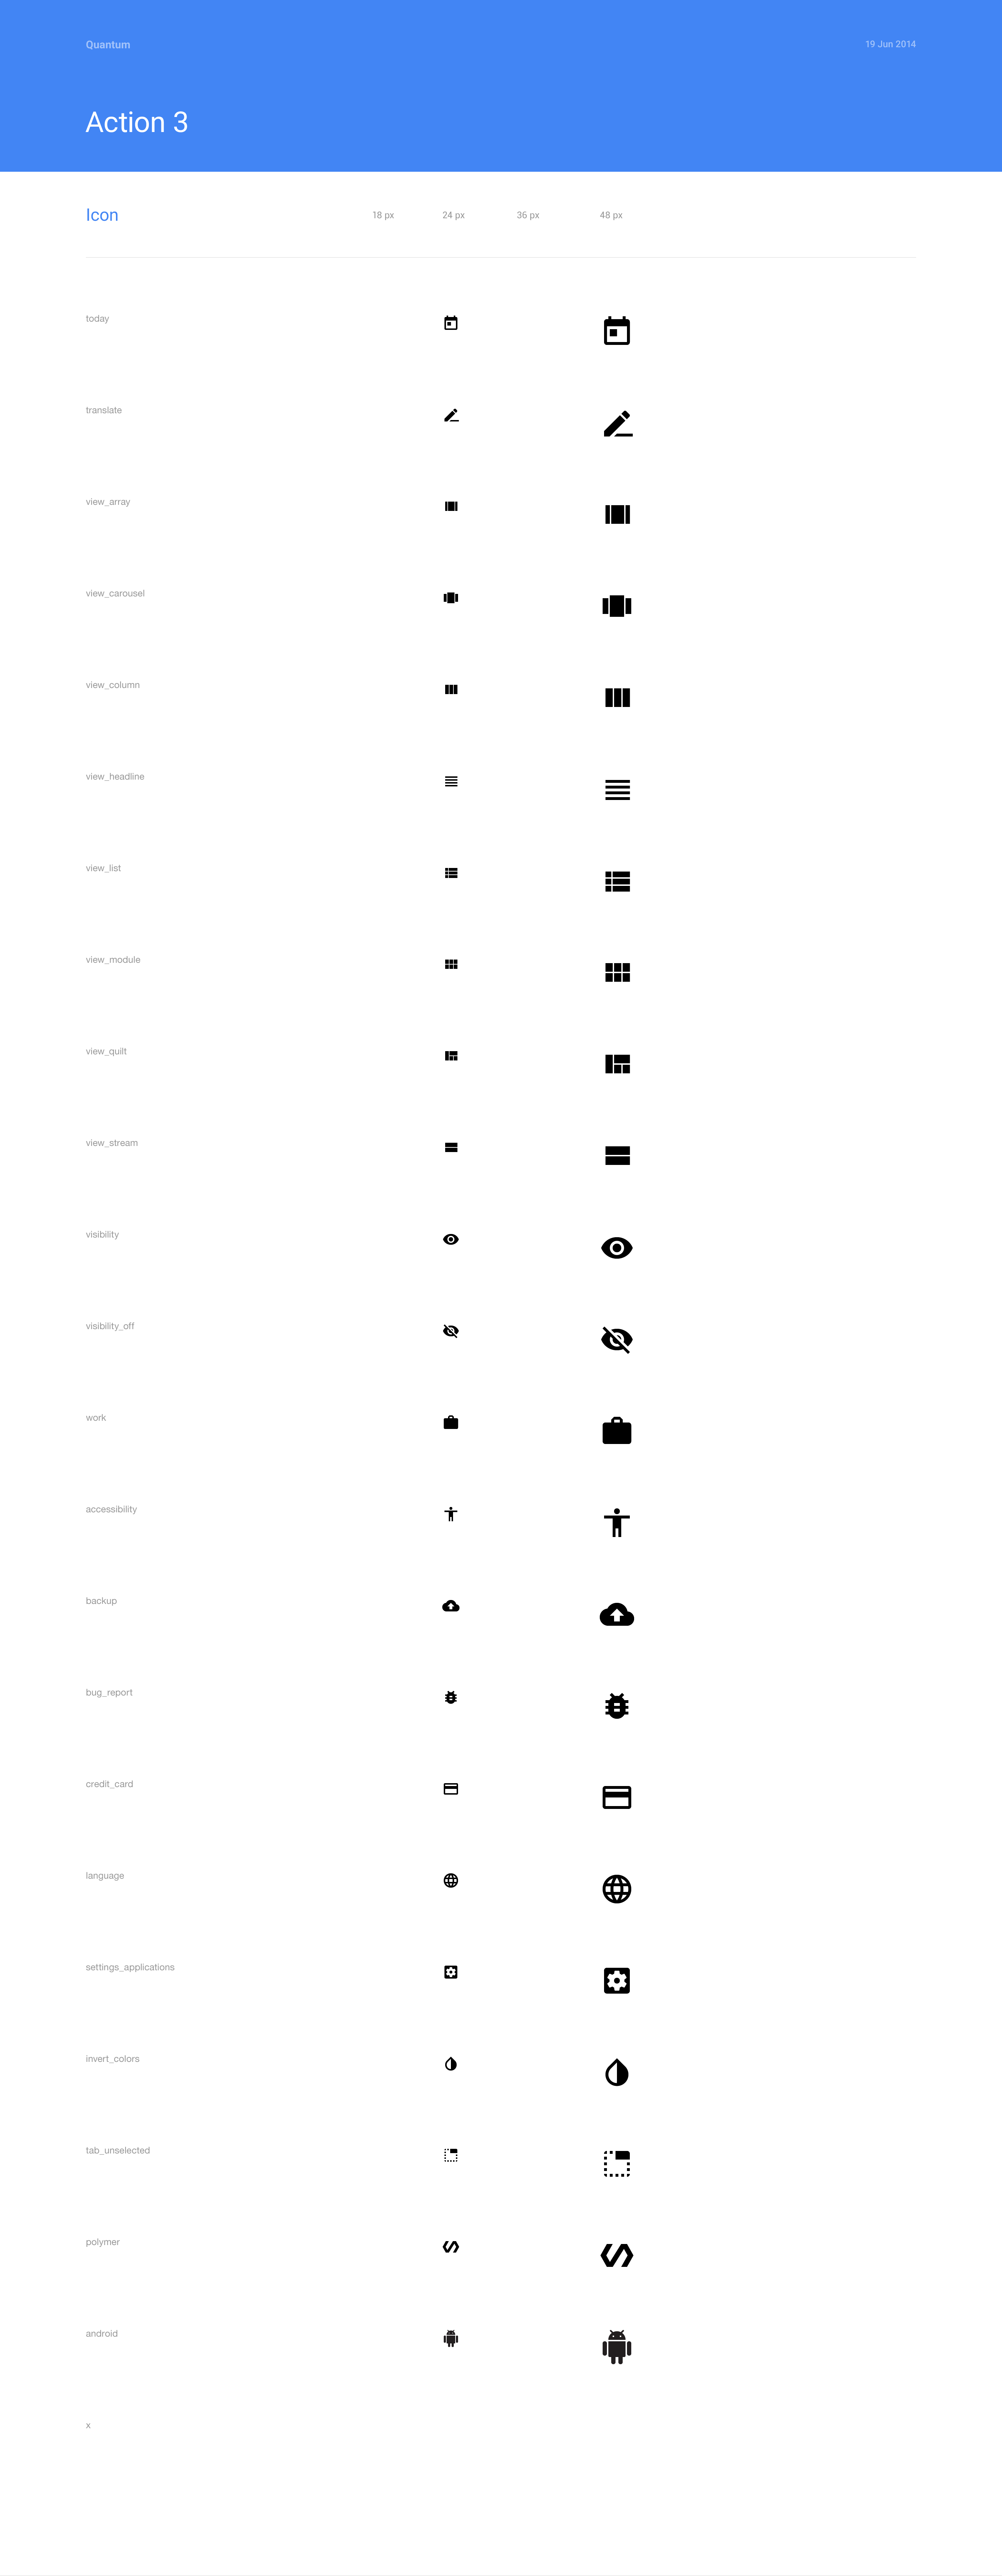 Quantum 19 Jun 2014
Action 3
Icon 18 px 24 px 36 px 48 px
today
translate
view_array
view_carousel
view_column
view_headline
view_list
view_module
view_quilt
view_stream
visibility
visibility_off
work
accessibility
backup
bug_report
credit_card
language
settings_applications
invert_colors
tab_unselected
polymer
android
x